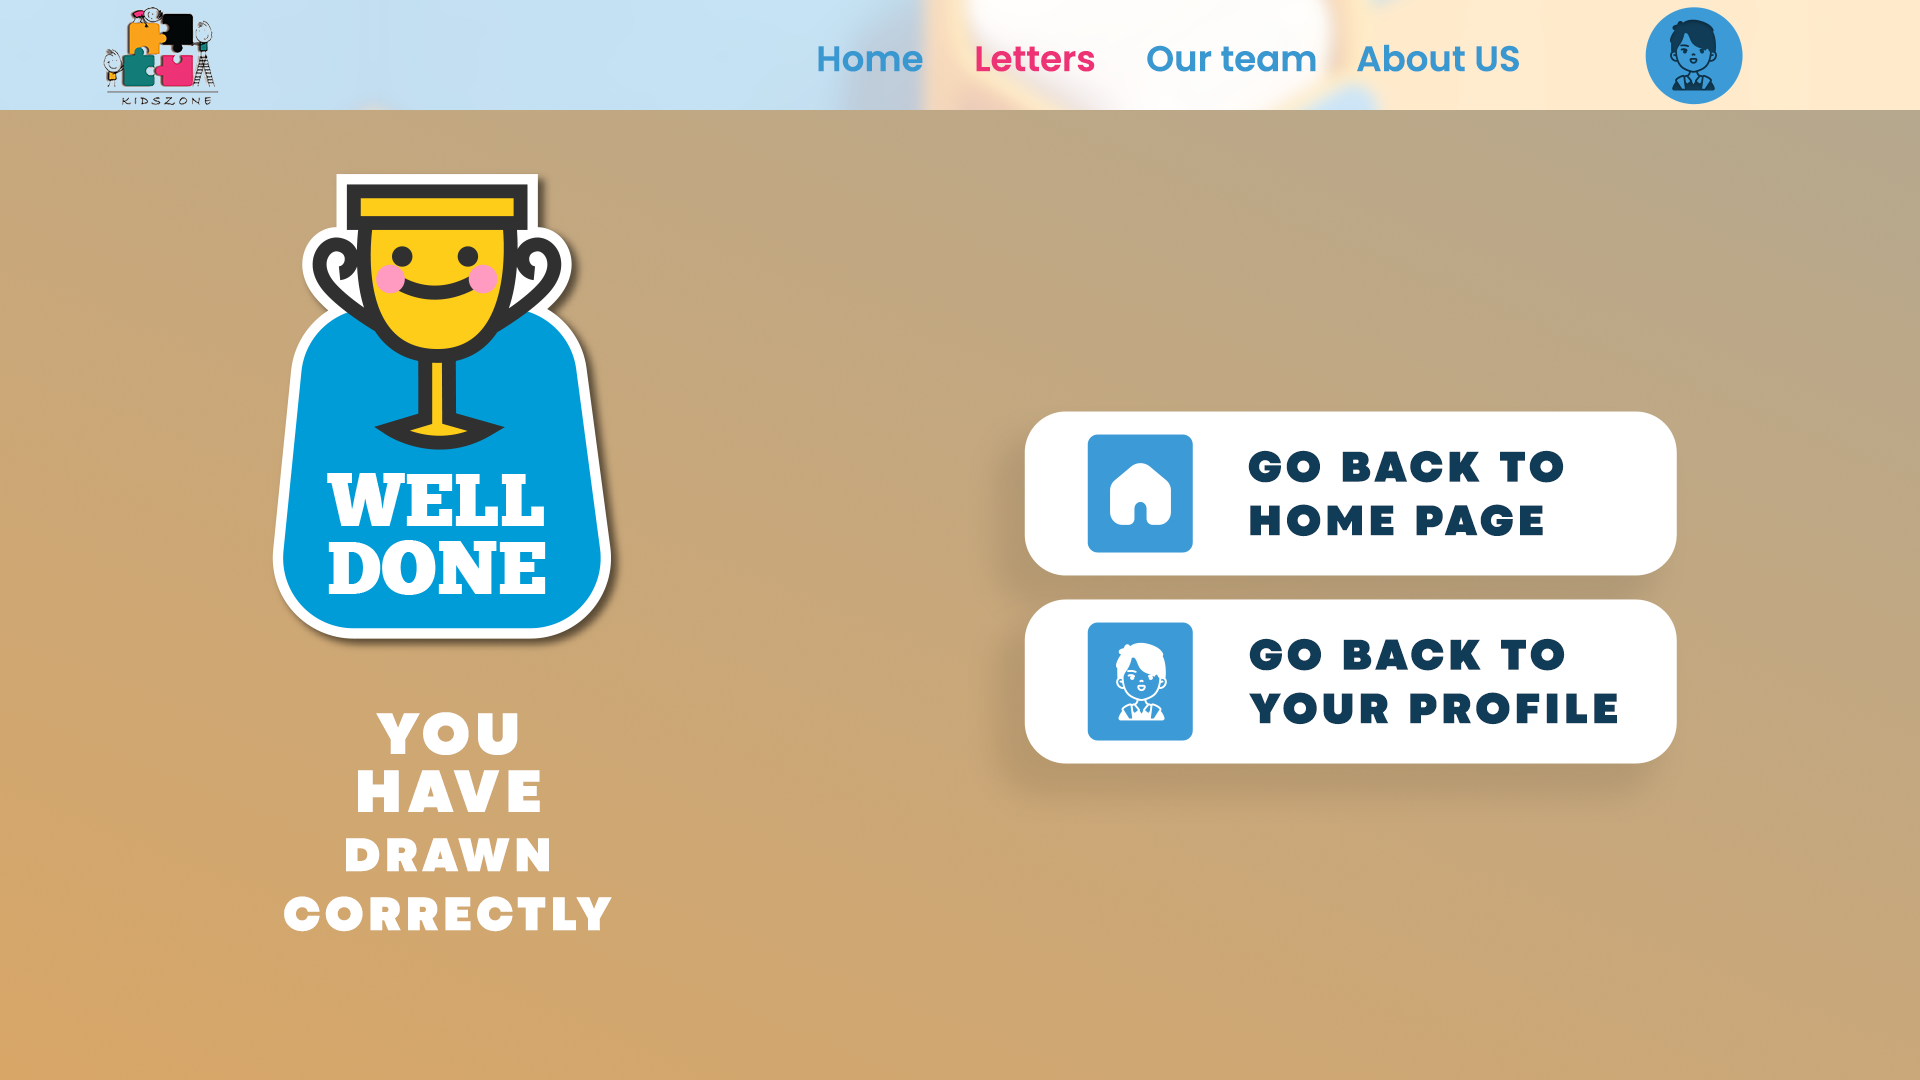 KIDSZONE
Home Letters Our team About US
WELL
DONE
YOU
HAVE
DRAWN
CORRECTLY
GO BACK TO
HOME PAGE
GO BACK TO
YOUR PROFILE